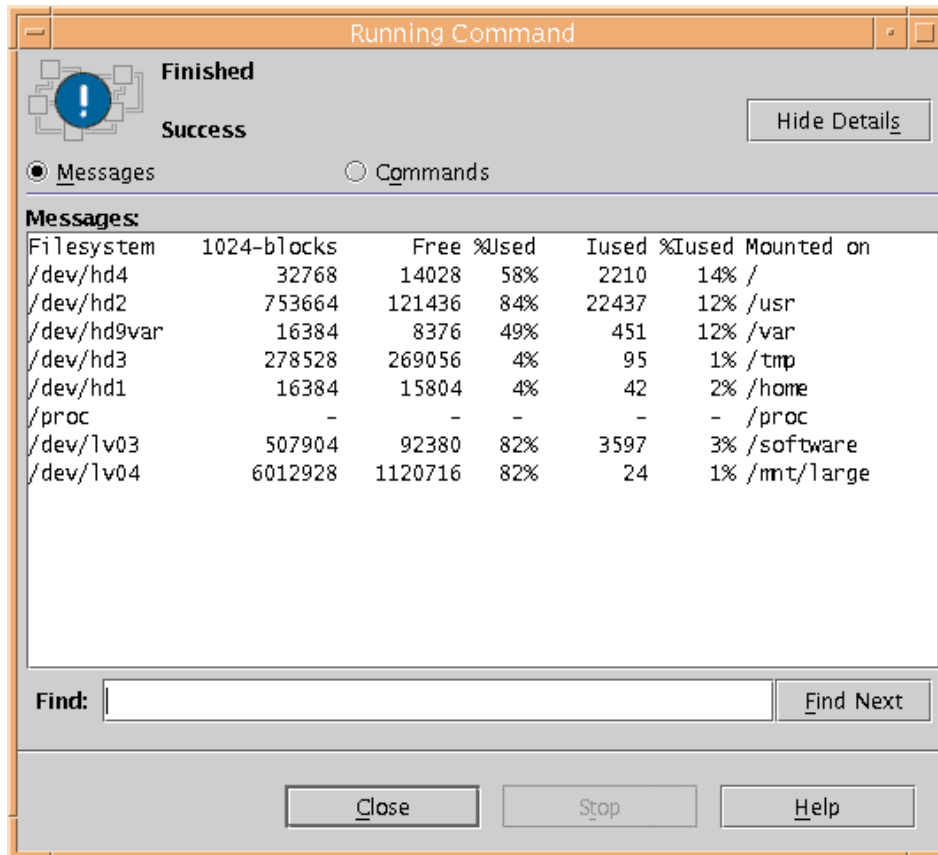 Running Command
Finished
Success
Hide Details
Messages
Commands
Messages:
Filesystem 1024-blocks Free %Used Iused %Iused Mounted on
/dev/hd4 32768 14028 58% 2210 14% /
/dev/hd2 753664 121436 84% 22437 12% /usr
/dev/hd9var 16384 8376 49% 451 12% /var
/dev/hd3 278528 269056 4% 95 1% /tmp
/dev/hd1 16384 15804 4% 42 2% /home
/proc - - - - - /proc
/dev/lv03 507904 92380 82% 3597 3% /software
/dev/lv04 6012928 1120716 82% 24 1% /mnt/large
Find:
Find Next
Close Stop Help